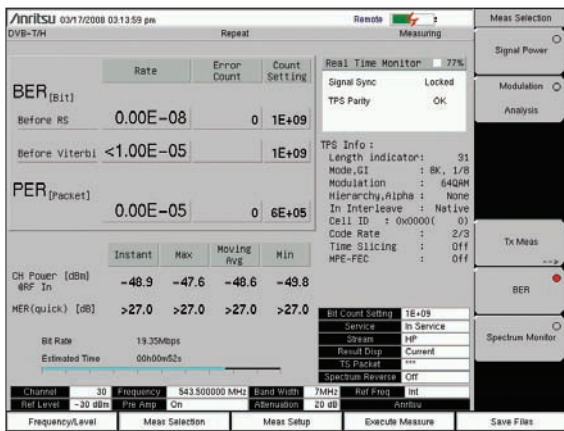 Anritsu 03/17/2008 03:13:59 pm Remote Meas Selection
DVB-T/H Repeat Measuring
Signal Power
Rate Error Count Count Setting
Real Time Monitor 77%
BER [Bit]
Signal Sync Locked
TPS Parity OK
Modulation Analysis
Before RS 0.00E-08 0 1E+09
Before Viterbi <1.00E-05 1E+09
PER [Packet]
0.00E-05 0 6E+05
TPS Info :
Length indicator: 31
Mode,GI : 8K, 1/8
Modulation : 64QAM
Hierarchy,Alpha : None
In Interleave : Native
Cell ID : 0x0000( 0)
Code Rate : 2/3
Time Slicing : Off
MPE-FEC : Off
Tx Meas
-->
Instant Max Moving Avg Min
CH Power [dBm] @RF In -48.9 -47.6 -48.6 -49.8
MER(quick) [dB] >27.0 >27.0 >27.0 >27.0
BER
Bit Count Setting 1E+09
Service In Service
Stream HP
Result Disp Current
TS Packet ***
Spectrum Reverse Off
Spectrum Monitor
Bit Rate 19.35Mbps
Estimated Time 00h00m52s
Channel 30 Frequency 543.500000 MHz Band Width 7MHz Ref Freq Int
Ref Level -30 dBm Pre Amp On Attenuation 20 dB Anritsu
Frequency/Level Meas Selection Meas Setup Execute Measure Save Files